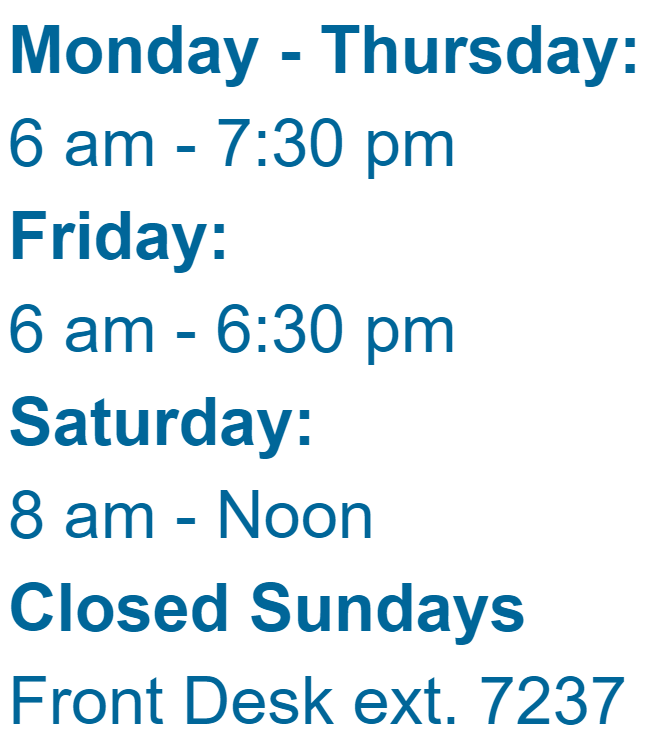 Monday - Thursday:
6 am - 7:30 pm
Friday:
6 am - 6:30 pm
Saturday:
8 am - Noon
Closed Sundays
Front Desk ext. 7237